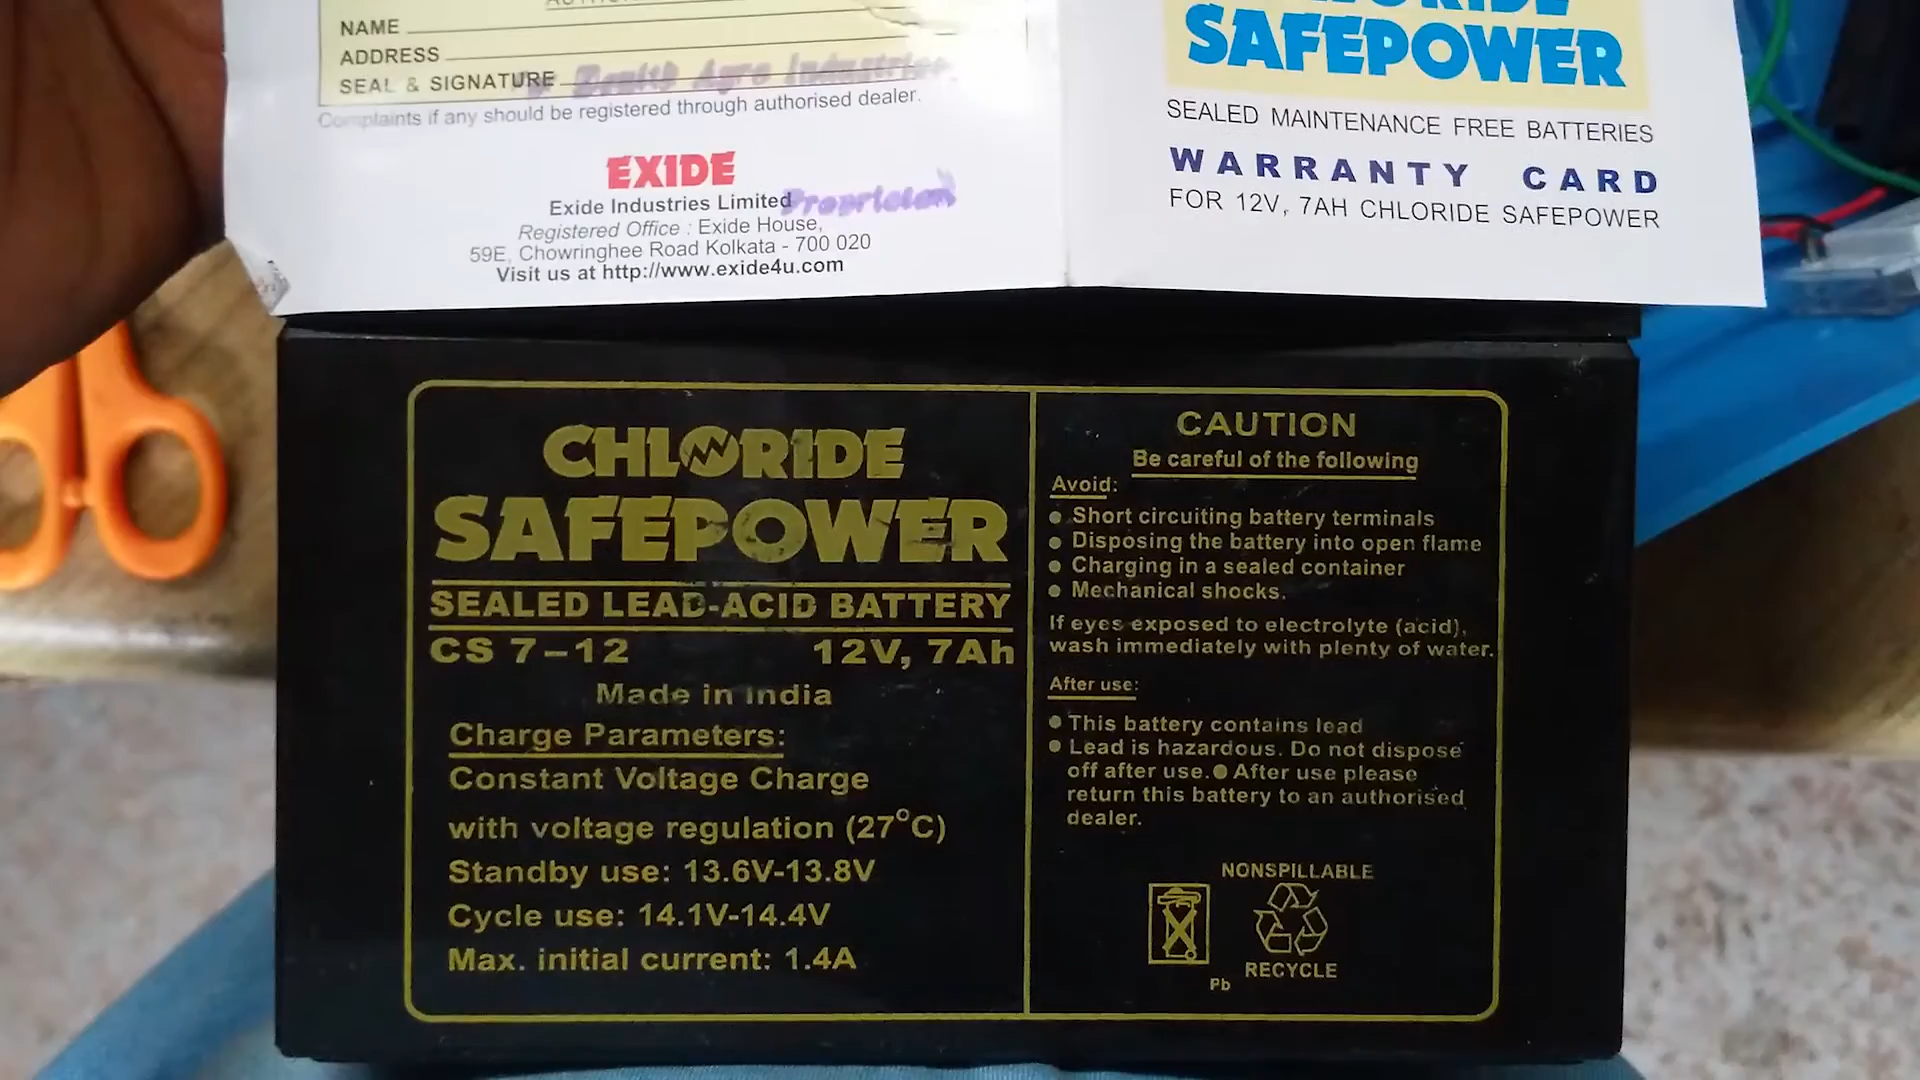 NAME
ADDRESS
SEAL & SIGNATURE Agro Industries
Complaints if any should be registered through authorised dealer.
EXIDE
Exide Industries Limited
Proprietor
Registered Office : Exide House,
59E, Chowringhee Road Kolkata - 700 020
Visit us at http://www.exide4u.com
SAFEPOWER
SEALED MAINTENANCE FREE BATTERIES
WARRANTY CARD
FOR 12V, 7AH CHLORIDE SAFEPOWER
CHLORIDE
SAFEPOWER
SEALED LEAD-ACID BATTERY
CS 7-12 12V, 7Ah
Made in India
Charge Parameters:
Constant Voltage Charge
with voltage regulation (27°C)
Standby use: 13.6V-13.8V
Cycle use: 14.1V-14.4V
Max. initial current: 1.4A
CAUTION
Be careful of the following
Avoid:
● Short circuiting battery terminals
● Disposing the battery into open flame
● Charging in a sealed container
● Mechanical shocks.
If eyes exposed to electrolyte (acid),
wash immediately with plenty of water.
After use:
● This battery contains lead
● Lead is hazardous. Do not dispose
off after use. ● After use please
return this battery to an authorised
dealer.
NONSPILLABLE
Pb
RECYCLE